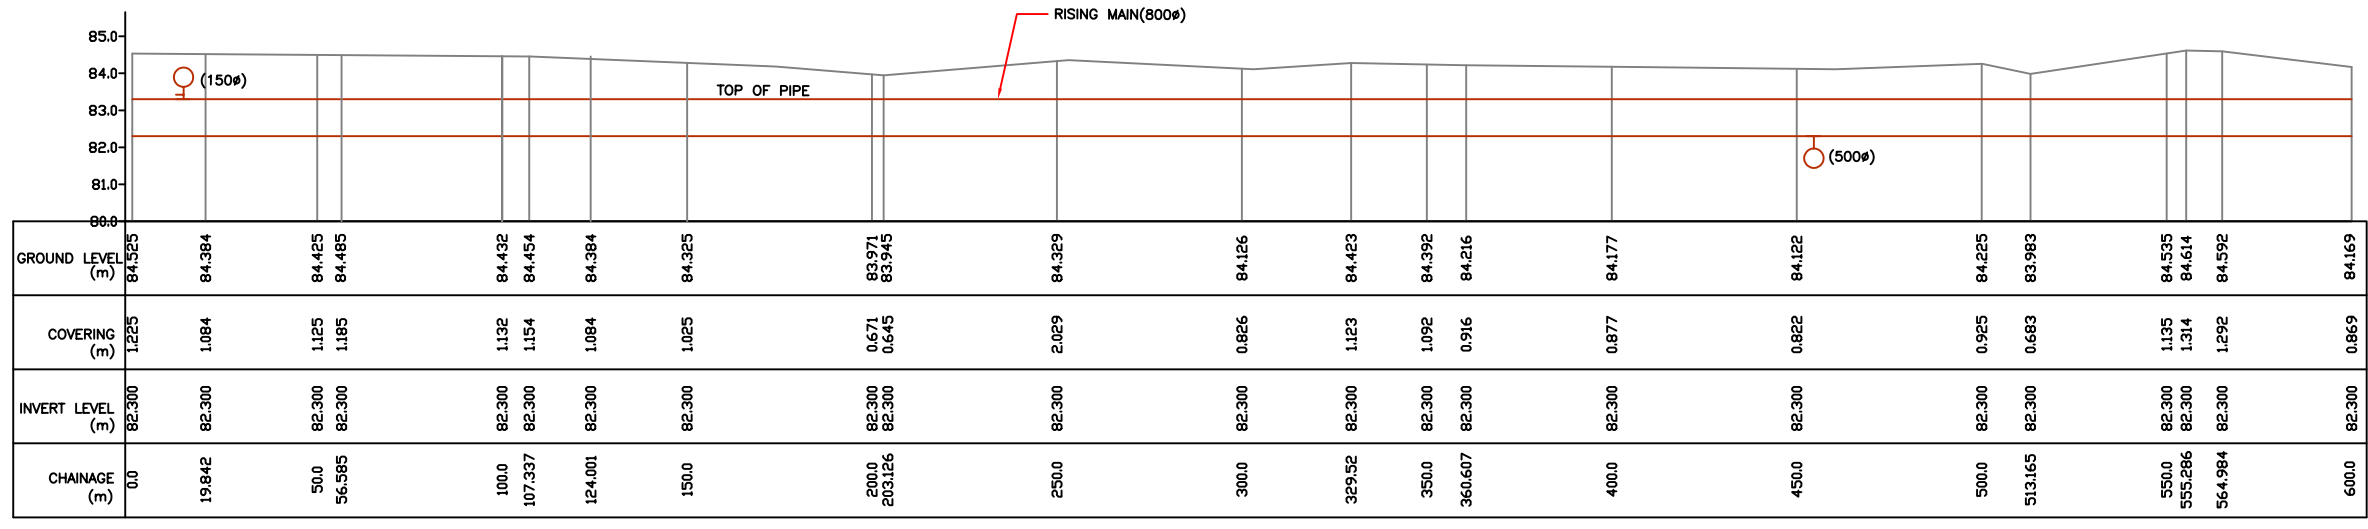 RISING MAIN(800ø)
85.0
84.0
(150ø)
TOP OF PIPE
83.0
82.0
(500ø)
81.0
80.0
GROUND LEVEL
(m)
84.525 84.384 84.425 84.485 84.432 84.454 84.384 84.325 83.971 83.945 84.329 84.126 84.423 84.392 84.216 84.177 84.122 84.225 83.983 84.535 84.614 84.592 84.169
COVERING
(m)
1.225 1.084 1.125 1.185 1.132 1.154 1.084 1.025 0.671 0.645 2.029 0.826 1.123 1.092 0.916 0.877 0.822 0.925 0.683 1.135 1.314 1.292 0.869
INVERT LEVEL
(m)
82.300 82.300 82.300 82.300 82.300 82.300 82.300 82.300 82.300 82.300 82.300 82.300 82.300 82.300 82.300 82.300 82.300 82.300 82.300 82.300 82.300 82.300 82.300
CHAINAGE
(m)
0.0 19.842 50.0 56.585 100.0 107.337 124.001 150.0 200.0 203.126 250.0 300.0 329.52 350.0 360.607 400.0 450.0 500.0 513.165 550.0 555.286 564.984 600.0